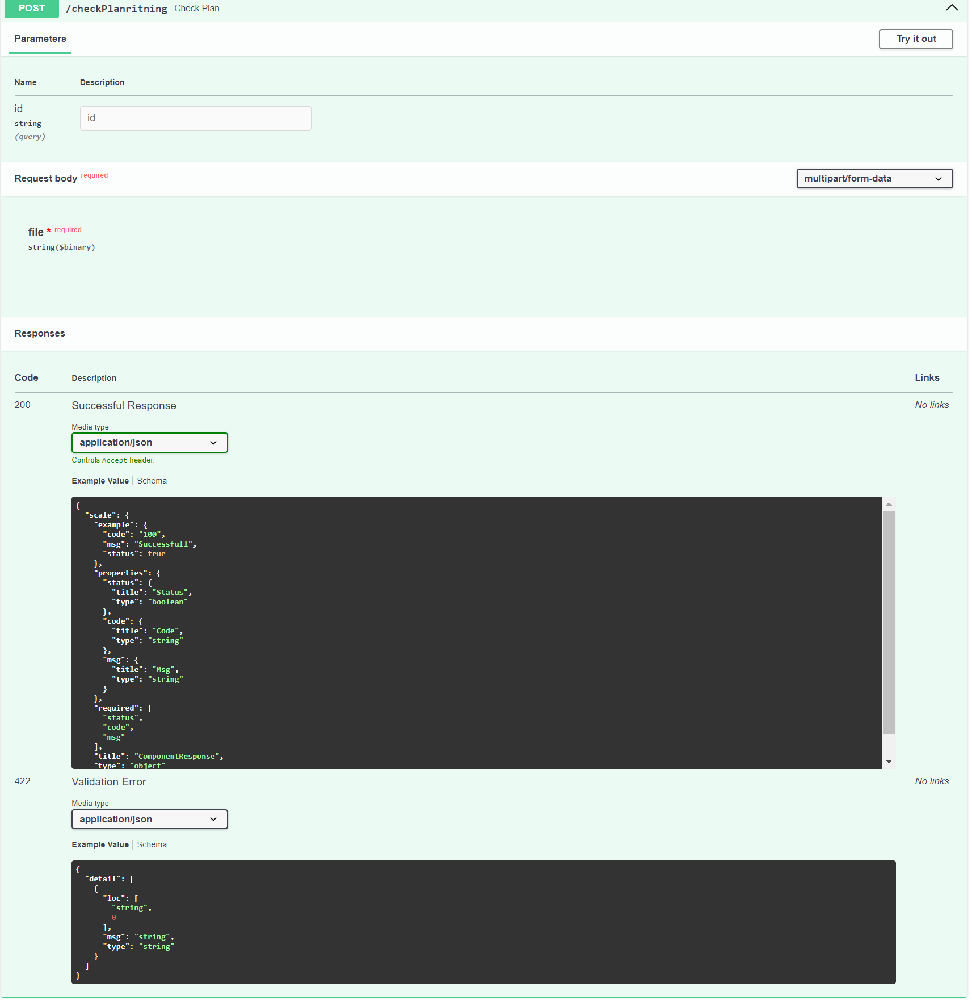 POST /checkPlanritning Check Plan
Parameters
Try it out
Name Description
id
string
(query)
id
Request body required
multipart/form-data
file * required
string($binary)
Responses
Code Description Links
200 Successful Response No links
Media type
application/json
Controls Accept header.
Example Value Schema
{
  "scale": {
    "example": {
      "code": "100",
      "msg": "Successfull",
      "status": true
    },
    "properties": {
      "status": {
        "title": "Status",
        "type": "boolean"
      },
      "code": {
        "title": "Code",
        "type": "string"
      },
      "msg": {
        "title": "Msg",
        "type": "string"
      }
    },
    "required": [
      "status",
      "code",
      "msg"
    ],
    "title": "ComponentResponse",
    "type": "object"
422 Validation Error No links
Media type
application/json
Example Value Schema
{
  "detail": [
    {
      "loc": [
        "string",
        0
      ],
      "msg": "string",
      "type": "string"
    }
  ]
}